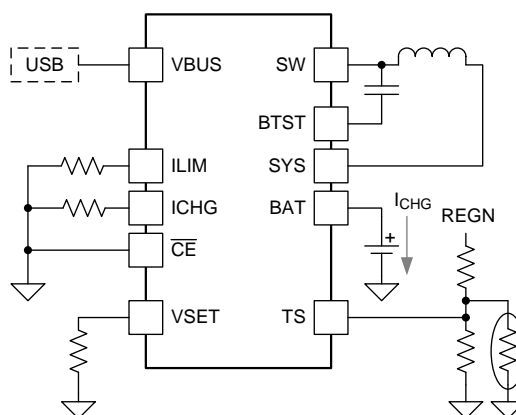 USB
VBUS
SW
BTST
ILIM
SYS
ICHG
BAT
ICHG
REGN
+
CE
VSET
TS